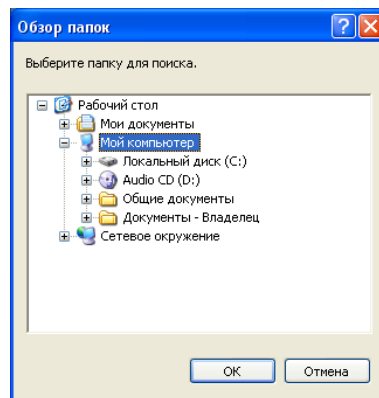 Обзор папок
Выберите папку для поиска.
Рабочий стол
Мои документы
Мой компьютер
Локальный диск (C:)
Audio CD (D:)
Общие документы
Документы - Владелец
Сетевое окружение
ОК
Отмена